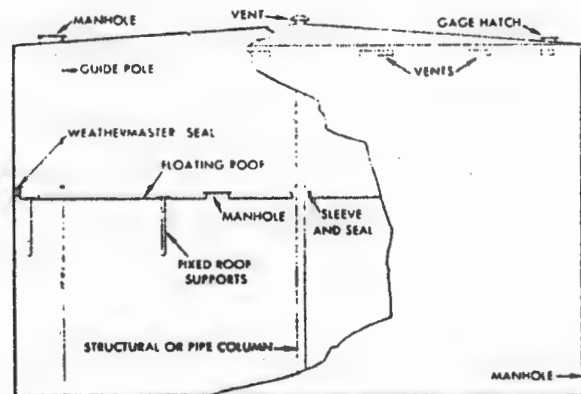 MANHOLE
VENT
GAGE HATCH
GUIDE POLE
VENTS
WEATHERMASTER SEAL
FLOATING ROOF
MANHOLE
SLEEVE
AND SEAL
FIXED ROOF
SUPPORTS
STRUCTURAL OR PIPE COLUMN
MANHOLE